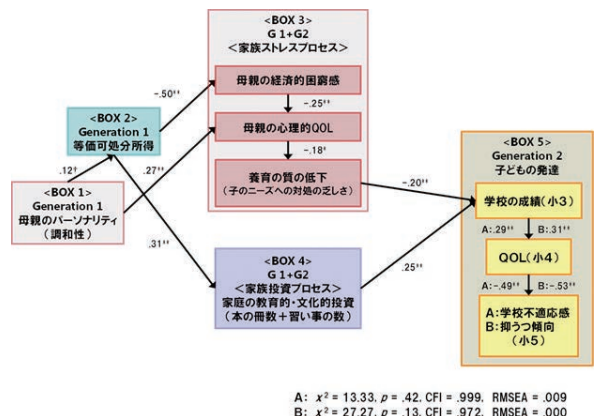 <BOX 3>
G 1+G2
＜家族ストレスプロセス＞
母親の経済的困窮感
-.25††
母親の心理的QOL
-.18†
養育の質の低下
（子のニーズへの対処の乏しさ）
-.50††
<BOX 2>
Generation 1
等価可処分所得
.12†
.27††
<BOX 1>
Generation 1
母親のパーソナリティ
（調和性）
.31††
<BOX 4>
G 1+G2
＜家族投資プロセス＞
家庭の教育的・文化的投資
（本の冊数＋習い事の数）
-.20††
.25††
<BOX 5>
Generation 2
子どもの発達
学校の成績（小3）
A:.29†† B:.31††
QOL（小4）
A:-.49†† B:-.53††
A：学校不適応感
B：抑うつ傾向
（小5）
A: x² = 13.33, p = .42, CFI = .999, RMSEA = .009
B: x² = 27.27, p = .13, CFI = .972, RMSEA = .000